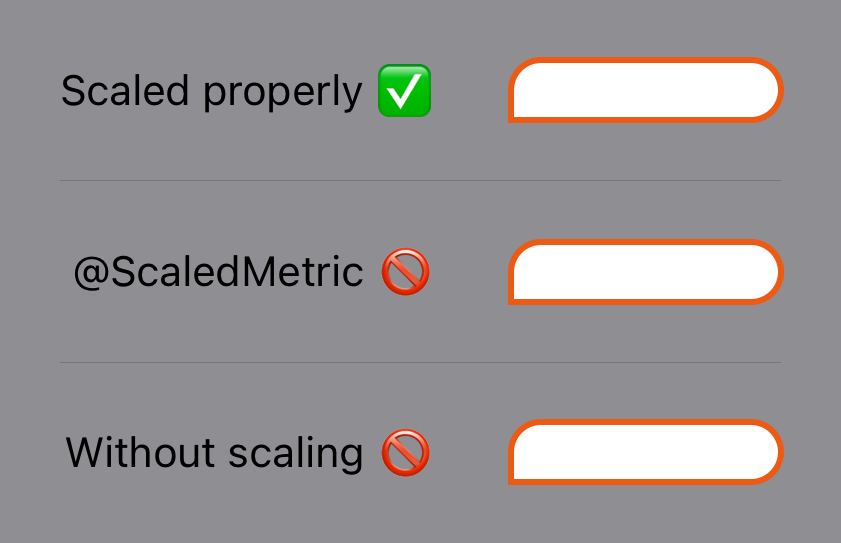 Scaled properly ✅
@ScaledMetric 🚫
Without scaling 🚫